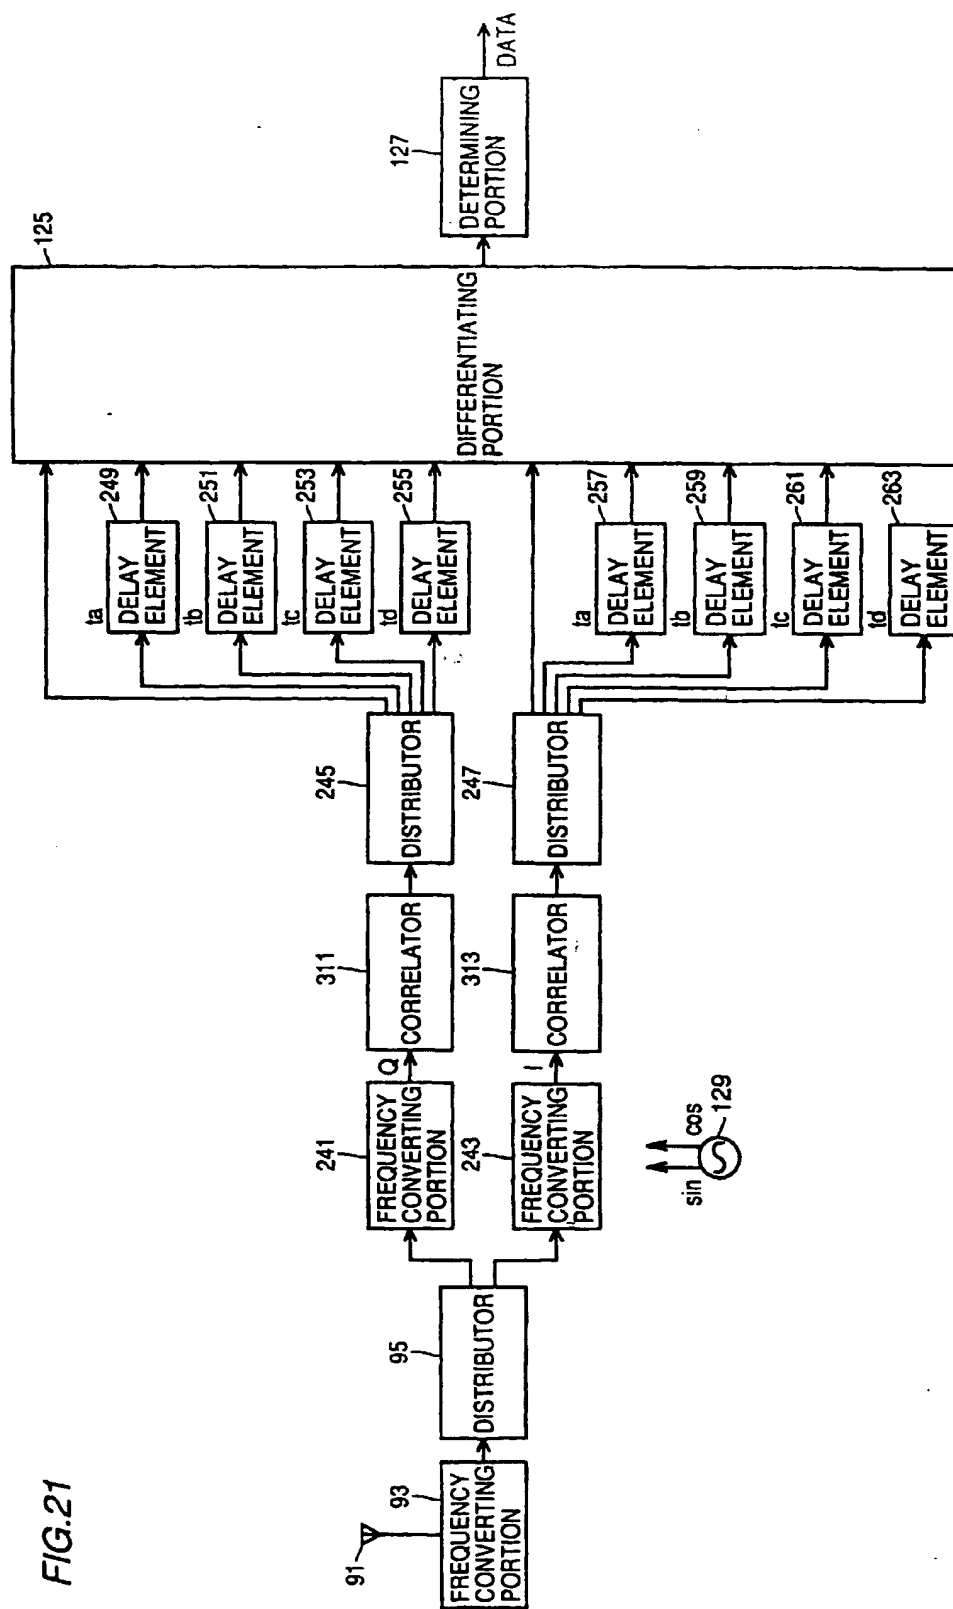 FIG.21
91
93
FREQUENCY
CONVERTING
PORTION
95
DISTRIBUTOR
241
FREQUENCY
CONVERTING
PORTION
Q
243
FREQUENCY
CONVERTING
PORTION
I
sin
cos
129
311
CORRELATOR
313
CORRELATOR
245
DISTRIBUTOR
247
DISTRIBUTOR
ta
249
DELAY
ELEMENT
tb
251
DELAY
ELEMENT
tc
253
DELAY
ELEMENT
td
255
DELAY
ELEMENT
ta
257
DELAY
ELEMENT
tb
259
DELAY
ELEMENT
tc
261
DELAY
ELEMENT
td
263
DELAY
ELEMENT
125
DIFFERENTIATING
PORTION
127
DETERMINING
PORTION
DATA